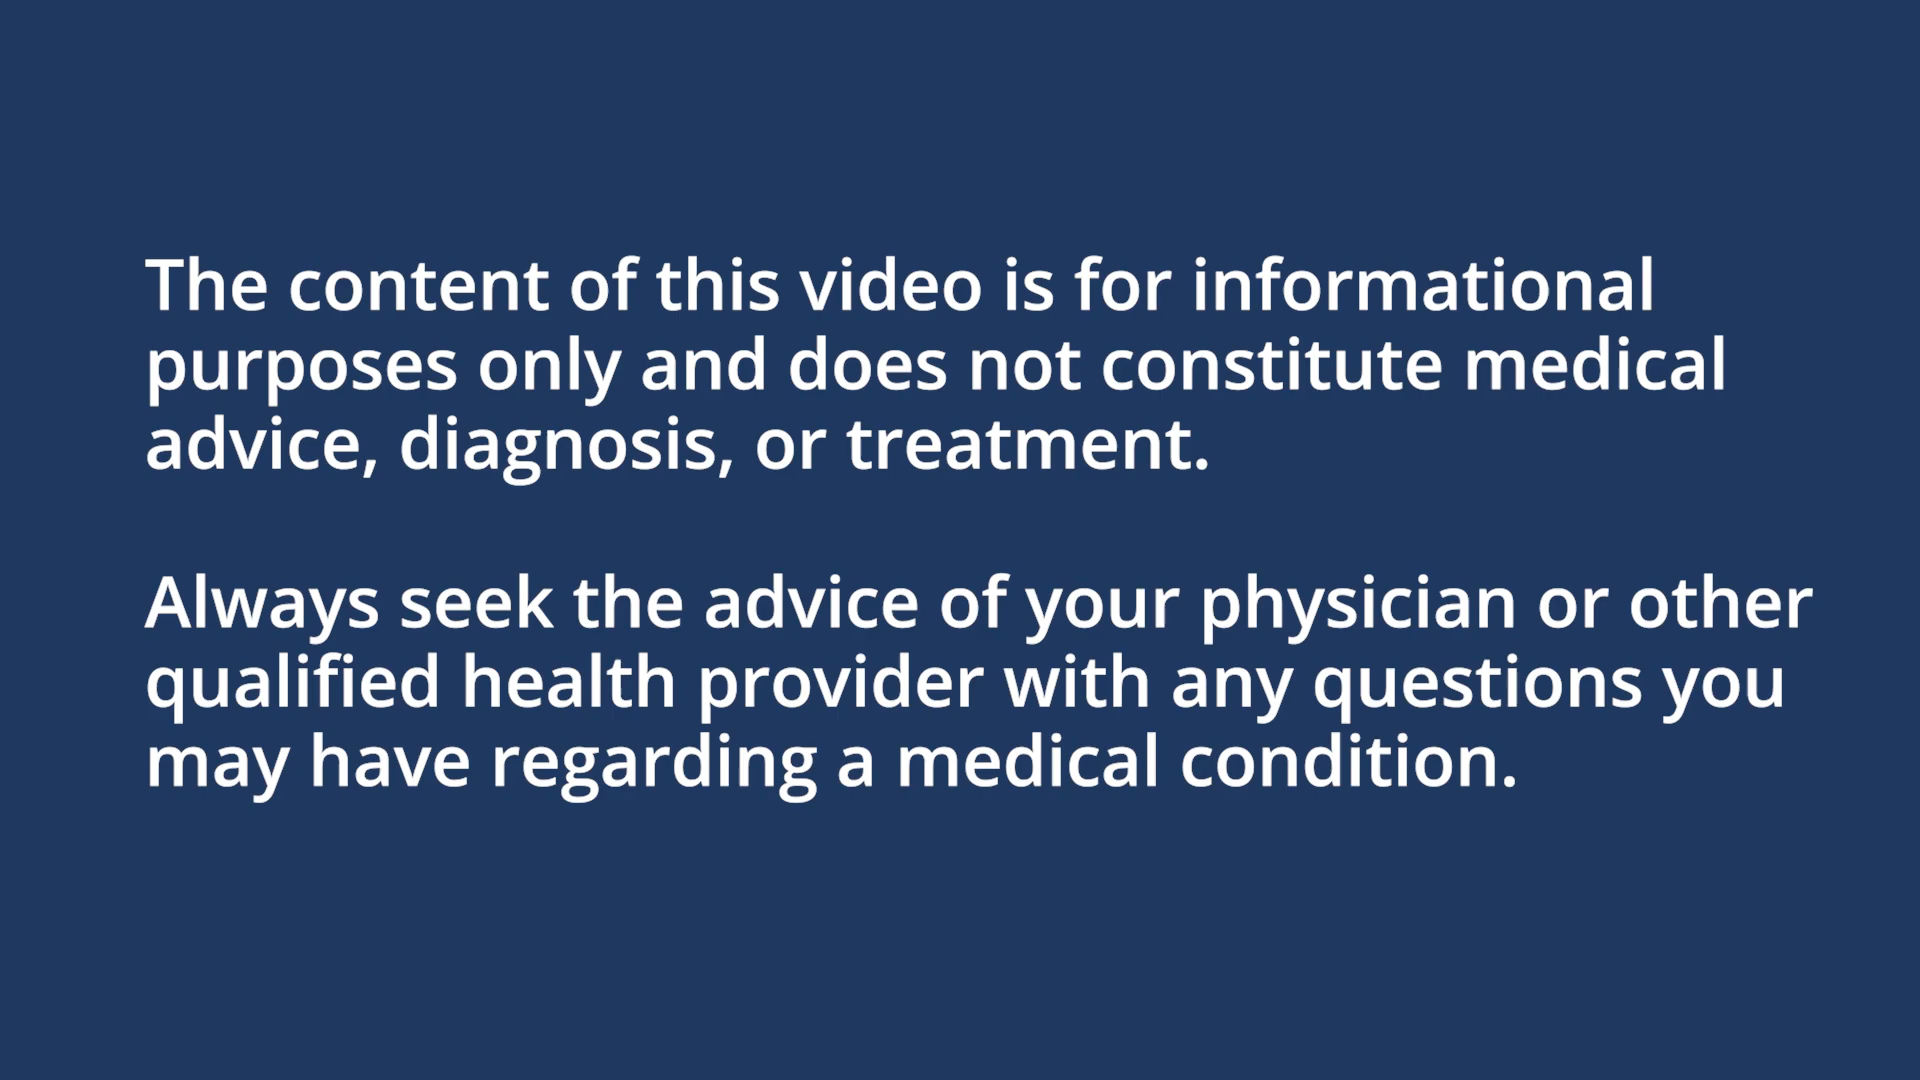 The content of this video is for informational
purposes only and does not constitute medical
advice, diagnosis, or treatment.
Always seek the advice of your physician or other
qualified health provider with any questions you
may have regarding a medical condition.